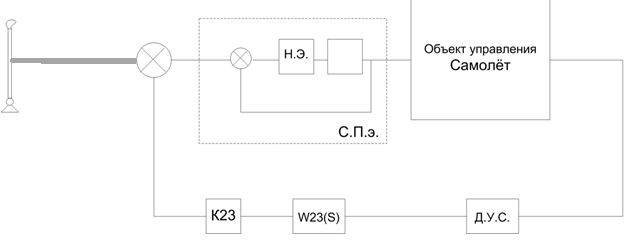 Н.Э.
Объект управления
Самолёт
С.П.э.
К23
W23(S)
Д.У.С.